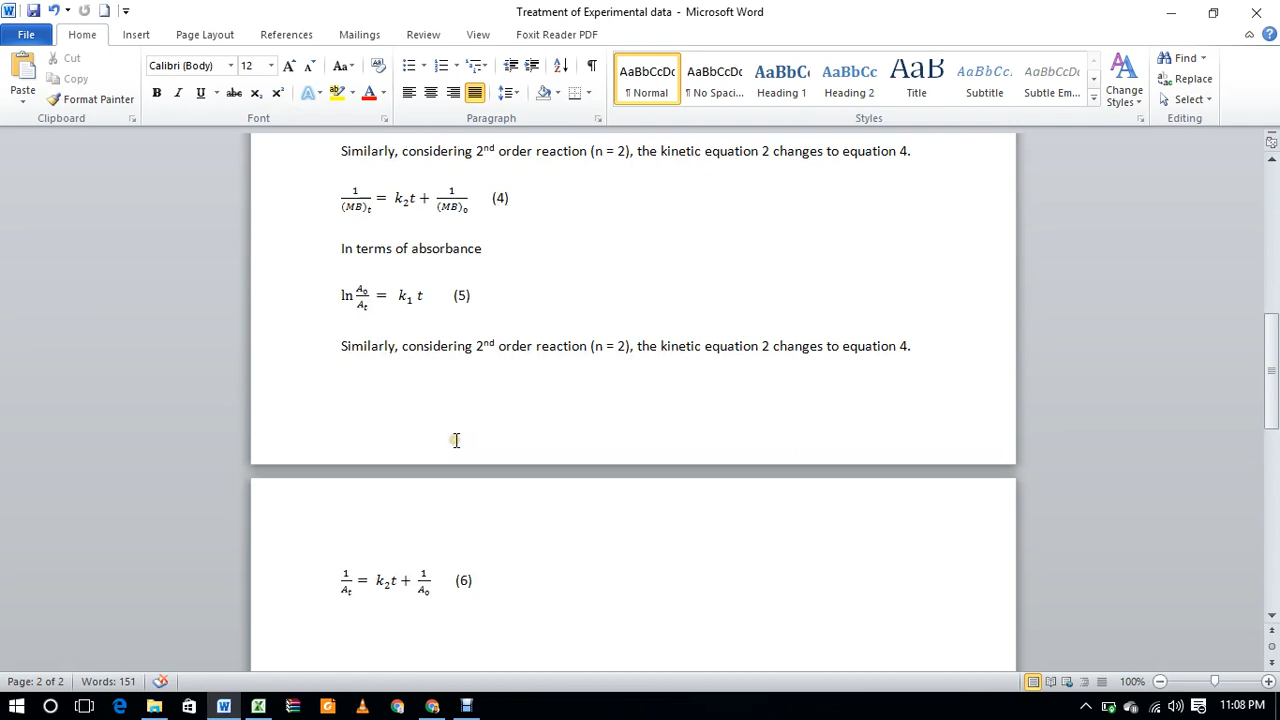 Treatment of Experimental data - Microsoft Word
File Home Insert Page Layout References Mailings Review View Foxit Reader PDF
Paste Cut Copy Format Painter Clipboard
Calibri (Body) 12 Font
Paragraph
AaBbCcDc ¶ Normal AaBbCcDc ¶ No Spaci... AaBbCc Heading 1 AaBbCc Heading 2 AaB Title AaBbCc. Subtitle AaBbCcDc Subtle Em... Change Styles Styles
Find Replace Select Editing
Similarly, considering 2nd order reaction (n = 2), the kinetic equation 2 changes to equation 4.
1/(MB)t = k2t + 1/(MB)o (4)
In terms of absorbance
ln Ao/At = k1 t (5)
Similarly, considering 2nd order reaction (n = 2), the kinetic equation 2 changes to equation 4.
1/At = k2t + 1/Ao (6)
Page: 2 of 2 Words: 151 100%
11:08 PM